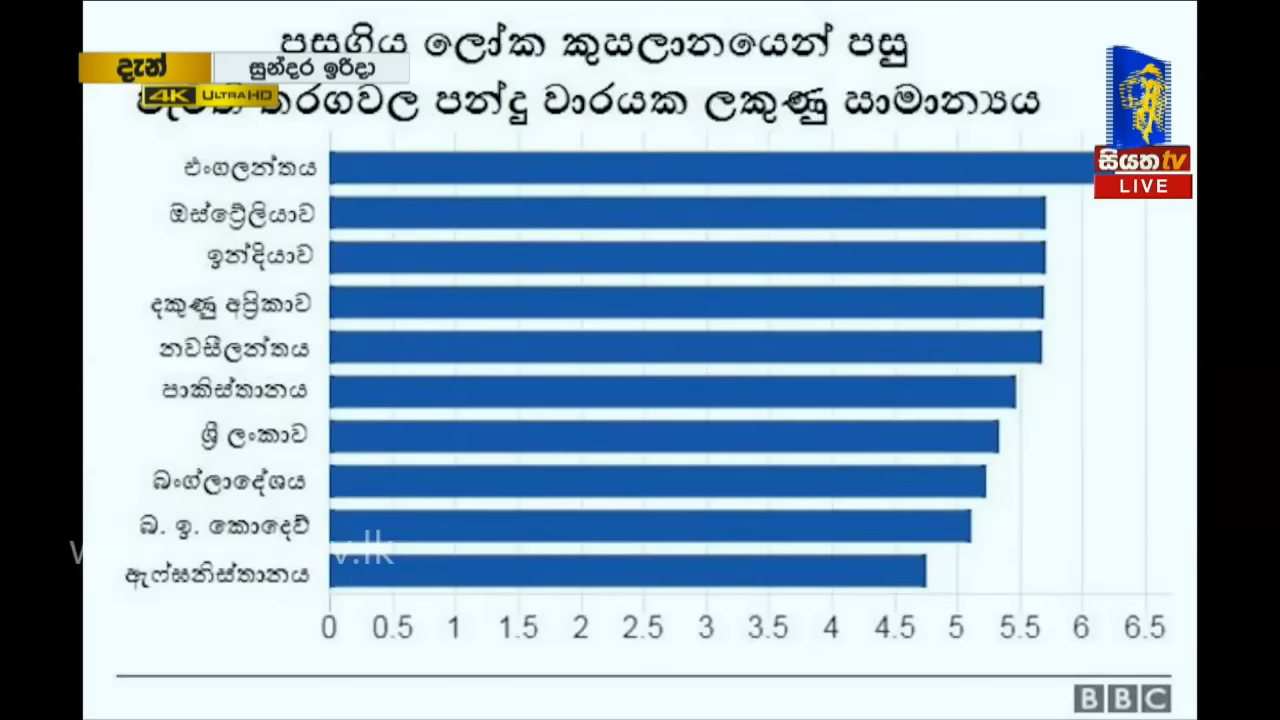 පසගිය ලෝක කුසලානයෙන් පසු
දැන්
සුන්දර ඉරිදා
4K ULTRA HD
තරගවල පන්දු වාරයක ලකුණු සාමාන්‍යය
සියත tv
LIVE
එංගලන්තය
ඔස්ට්‍රේලියාව
ඉන්දියාව
දකුණු අප්‍රිකාව
නවසීලන්තය
පාකිස්තානය
ශ්‍රී ලංකාව
බංග්ලාදේශය
බ. ඉ. කොදෙව්
ඇෆ්ඝනිස්තානය
0 0.5 1 1.5 2 2.5 3 3.5 4 4.5 5 5.5 6 6.5
BBC